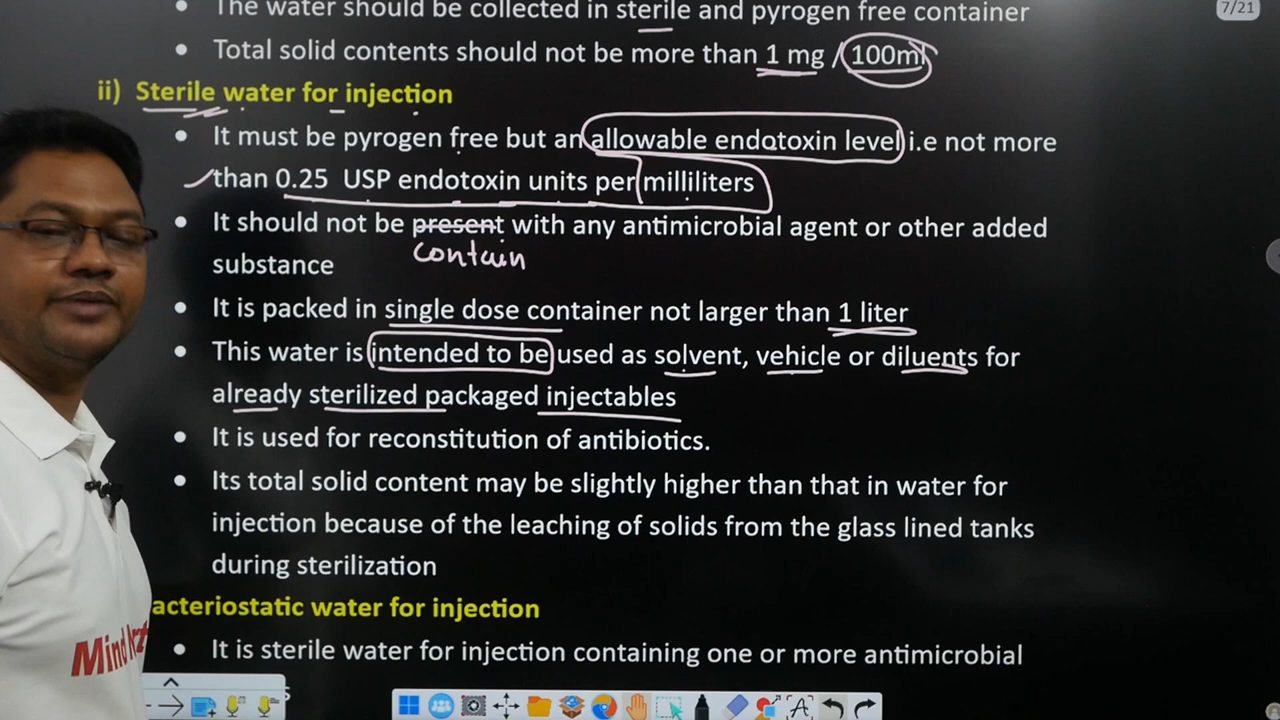 7/21
The water should be collected in sterile and pyrogen free container
• Total solid contents should not be more than 1 mg / 100ml
ii) Sterile water for injection
• It must be pyrogen free but an allowable endotoxin level i.e not more
than 0.25 USP endotoxin units per milliliters
• It should not be present with any antimicrobial agent or other added
contain
substance
• It is packed in single dose container not larger than 1 liter
• This water is intended to be used as solvent, vehicle or diluents for
already sterilized packaged injectables
• It is used for reconstitution of antibiotics.
• Its total solid content may be slightly higher than that in water for
injection because of the leaching of solids from the glass lined tanks
during sterilization
acteriostatic water for injection
• It is sterile water for injection containing one or more antimicrobial
Mind